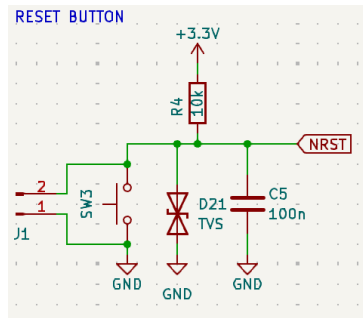 RESET BUTTON
+3.3V
R4
10k
NRST
2
1
J1
SW3
D21
TVS
C5
100n
GND
GND
GND